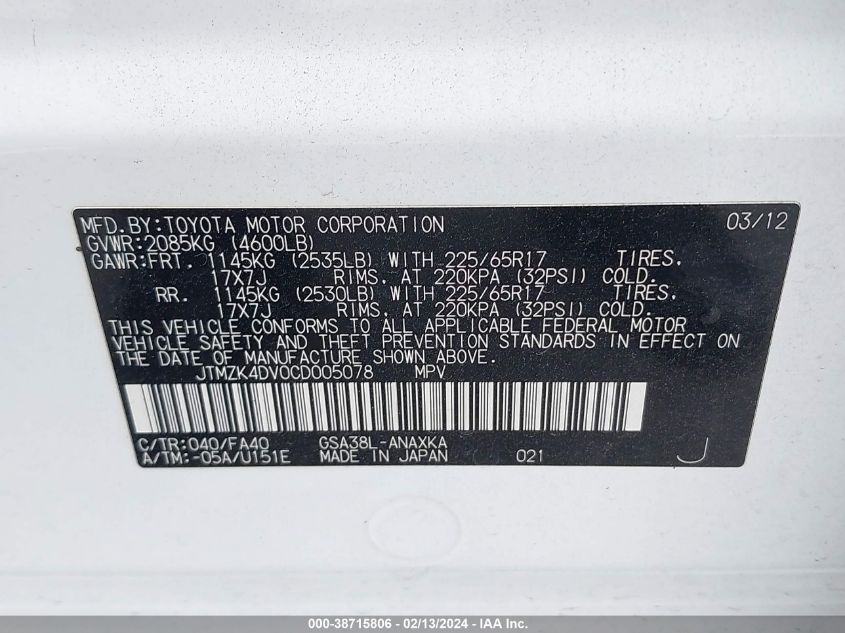 MFD.BY:TOYOTA MOTOR CORPORATION 03/12
GVWR:2085KG (4600LB)
GAWR:FRT. 1145KG (2535LB) WITH 225/65R17 TIRES.
17X7J RIMS. AT 220KPA (32PSI) COLD.
RR. 1145KG (2530LB) WITH 225/65R17 TIRES.
17X7J RIMS. AT 220KPA (32PSI) COLD.
THIS VEHICLE CONFORMS TO ALL APPLICABLE FEDERAL MOTOR
VEHICLE SAFETY AND THEFT PREVENTION STANDARDS IN EFFECT ON
THE DATE OF MANUFACTURE SHOWN ABOVE.
JTMZK4DV0CD005078 MPV
C/TR:040/FA40 GSA38L-ANAXKA
A/TM:-05A/U151E MADE IN JAPAN 021 J
000-38715806 - 02/13/2024 - IAA Inc.